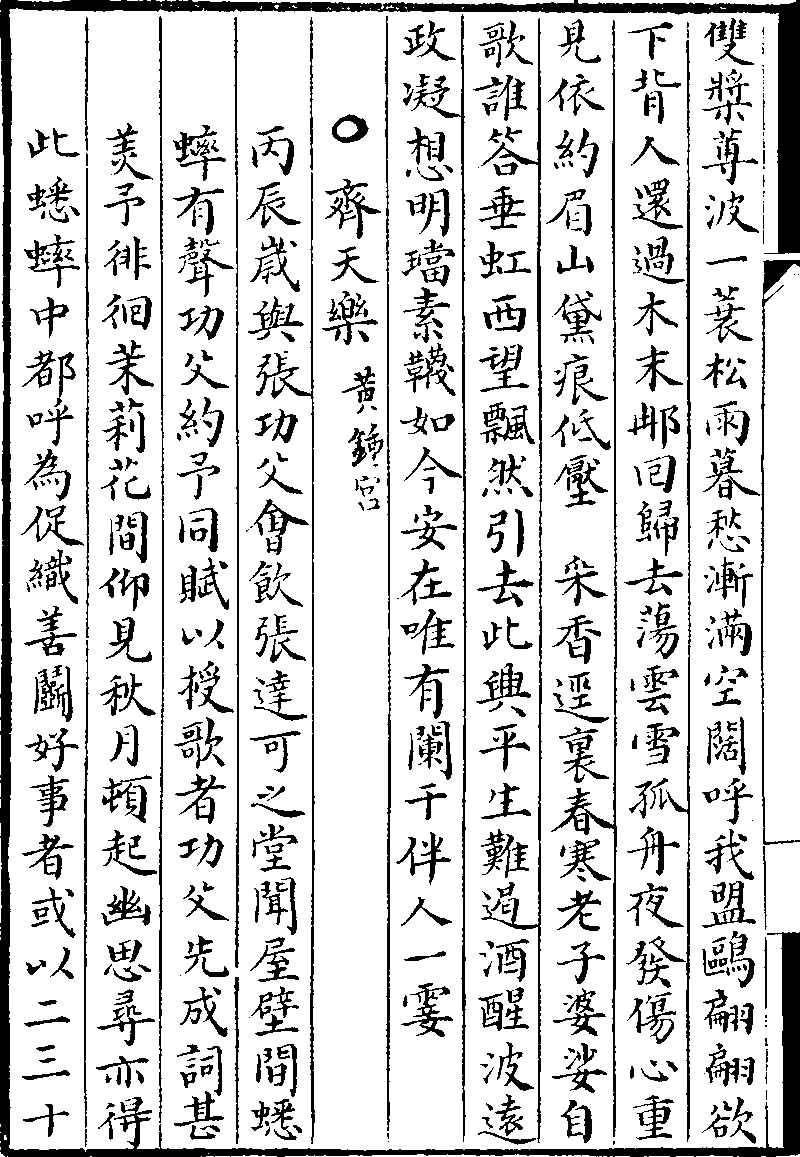 雙槳蓴波一蓑松雨暮愁漸滿空闊呼我盟鷗翩翩欲
下背人還過木末那回歸去蕩雲雪孤舟夜發傷心重
見依約眉山黛痕低壓　采香逕裏春寒老子婆娑自
歌誰答垂虹西望飄然引去此興平生難遏酒醒波遠
政凝想明璫素韈如今安在唯有闌干伴人一霎
○齊天樂黃鍾宮
丙辰嵗與張功父會飲張達可之堂聞屋壁間蟋
蟀有聲功父約予同賦以授歌者功父先成詞甚
美予徘徊茉莉花間仰見秋月頓起幽思尋亦得
此蟋蟀中都呼為促織善鬬好事者或以二三十